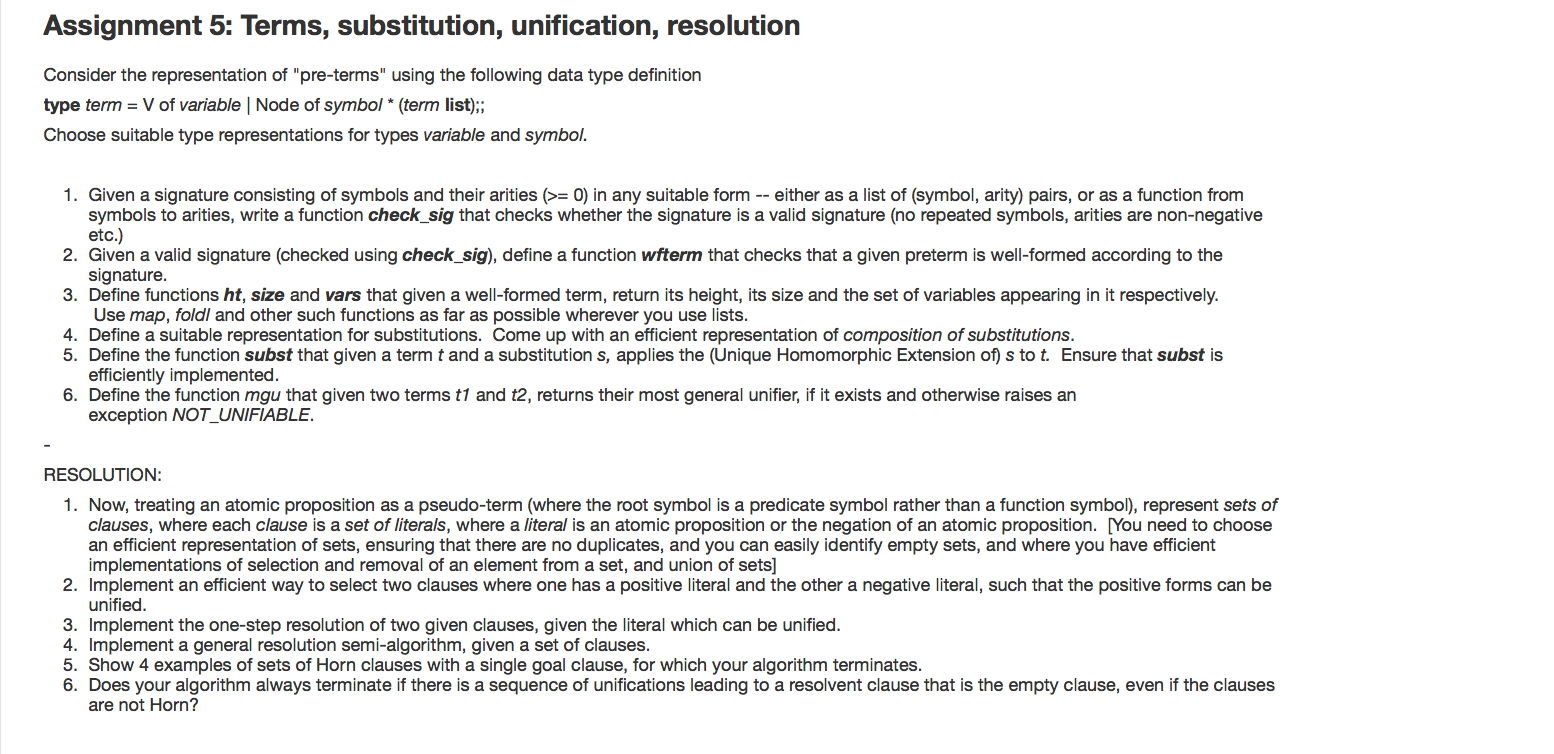 Assignment 5: Terms, substitution, unification, resolution
Consider the representation of "pre-terms" using the following data type definition
type term = V of variable | Node of symbol * (term list);;
Choose suitable type representations for types variable and symbol.
1. Given a signature consisting of symbols and their arities (>= 0) in any suitable form -- either as a list of (symbol, arity) pairs, or as a function from
symbols to arities, write a function check_sig that checks whether the signature is a valid signature (no repeated symbols, arities are non-negative
etc.)
2. Given a valid signature (checked using check_sig), define a function wfterm that checks that a given preterm is well-formed according to the
signature.
3. Define functions ht, size and vars that given a well-formed term, return its height, its size and the set of variables appearing in it respectively.
Use map, foldl and other such functions as far as possible wherever you use lists.
4. Define a suitable representation for substitutions. Come up with an efficient representation of composition of substitutions.
5. Define the function subst that given a term t and a substitution s, applies the (Unique Homomorphic Extension of) s to t. Ensure that subst is
efficiently implemented.
6. Define the function mgu that given two terms t1 and t2, returns their most general unifier, if it exists and otherwise raises an
exception NOT_UNIFIABLE.
-
RESOLUTION:
1. Now, treating an atomic proposition as a pseudo-term (where the root symbol is a predicate symbol rather than a function symbol), represent sets of
clauses, where each clause is a set of literals, where a literal is an atomic proposition or the negation of an atomic proposition. [You need to choose
an efficient representation of sets, ensuring that there are no duplicates, and you can easily identify empty sets, and where you have efficient
implementations of selection and removal of an element from a set, and union of sets]
2. Implement an efficient way to select two clauses where one has a positive literal and the other a negative literal, such that the positive forms can be
unified.
3. Implement the one-step resolution of two given clauses, given the literal which can be unified.
4. Implement a general resolution semi-algorithm, given a set of clauses.
5. Show 4 examples of sets of Horn clauses with a single goal clause, for which your algorithm terminates.
6. Does your algorithm always terminate if there is a sequence of unifications leading to a resolvent clause that is the empty clause, even if the clauses
are not Horn?